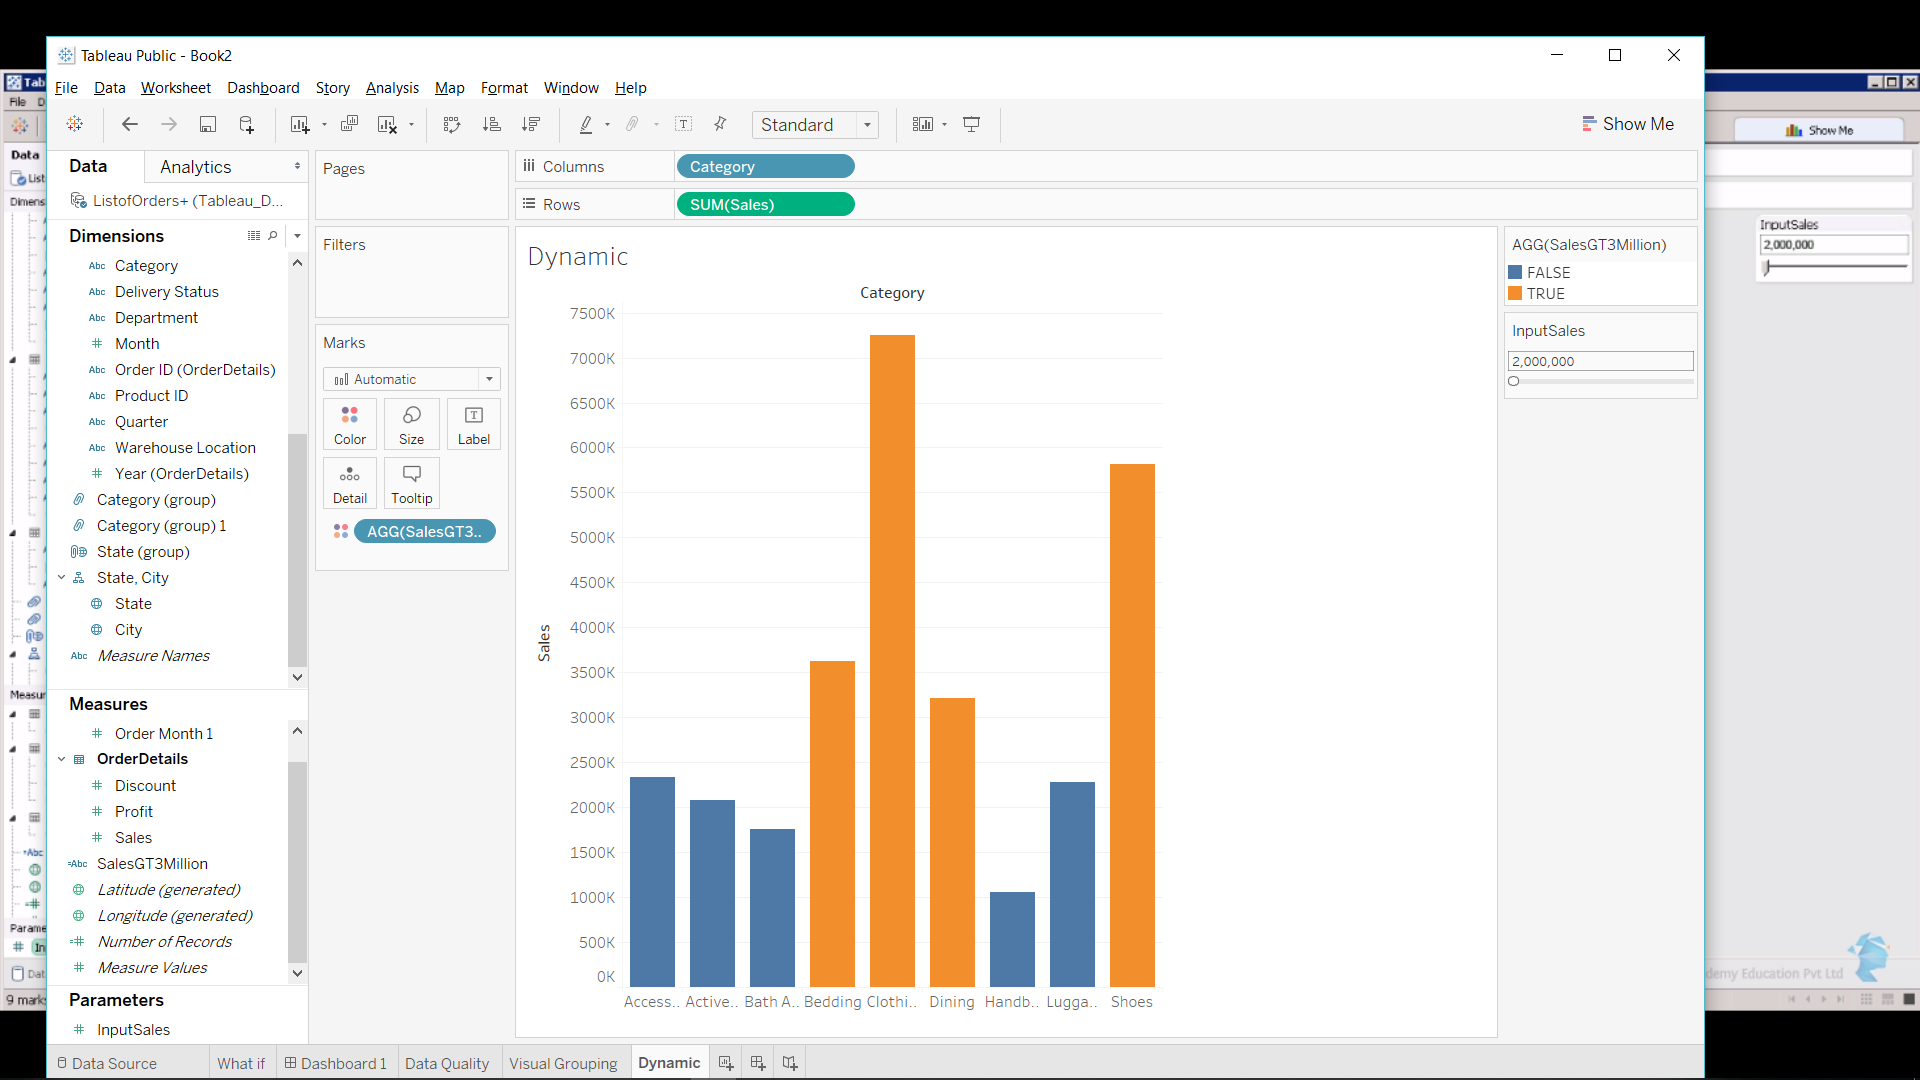 Tableau Public - Book2
File Data Worksheet Dashboard Story Analysis Map Format Window Help
Standard
Show Me
Data
Analytics
ListofOrders+ (Tableau_D...
Dimensions
Abc Category
Abc Delivery Status
Abc Department
# Month
Abc Order ID (OrderDetails)
Abc Product ID
Abc Quarter
Abc Warehouse Location
# Year (OrderDetails)
Category (group)
Category (group) 1
State (group)
State, City
State
City
Abc Measure Names
Measures
# Order Month 1
OrderDetails
# Discount
# Profit
# Sales
=Abc SalesGT3Million
Latitude (generated)
Longitude (generated)
=# Number of Records
# Measure Values
Parameters
# InputSales
Pages
Filters
Marks
Automatic
Color Size Label
Detail Tooltip
AGG(SalesGT3..
Columns Category
Rows SUM(Sales)
Dynamic
Category
7500K
7000K
6500K
6000K
5500K
5000K
4500K
4000K
3500K
3000K
2500K
2000K
1500K
1000K
500K
0K
Sales
Access.. Active.. Bath A.. Bedding Clothi.. Dining Handb.. Lugga.. Shoes
AGG(SalesGT3Million)
FALSE
TRUE
InputSales
2,000,000
Data Source What if Dashboard 1 Data Quality Visual Grouping Dynamic
Tab
File D
Data
List
Dimens
Measur
=Abc
Parame
# In
Dat
9 mark
Show Me
InputSales
2,000,000
demy Education Pvt Ltd